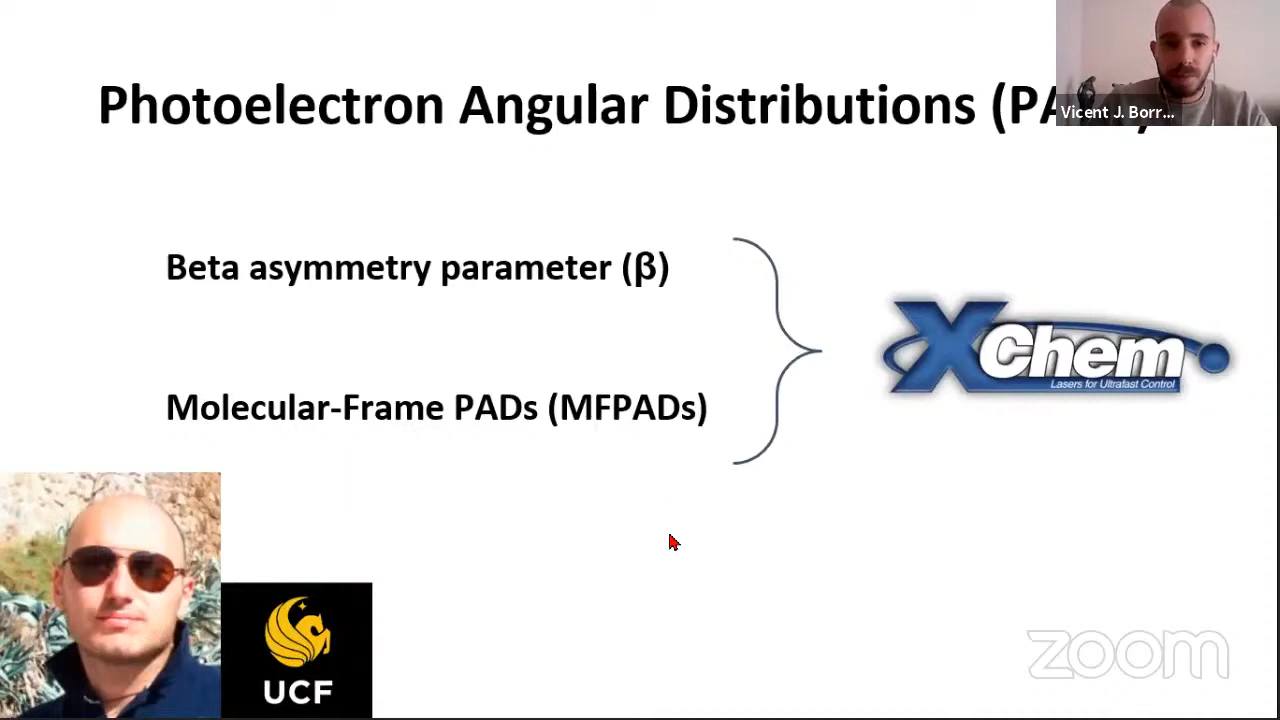 Photoelectron Angular Distributions (PA
Vicent J. Borr...
Beta asymmetry parameter (β)
XChem
Lasers for Ultrafast Control
Molecular-Frame PADs (MFPADs)
UCF
zoom